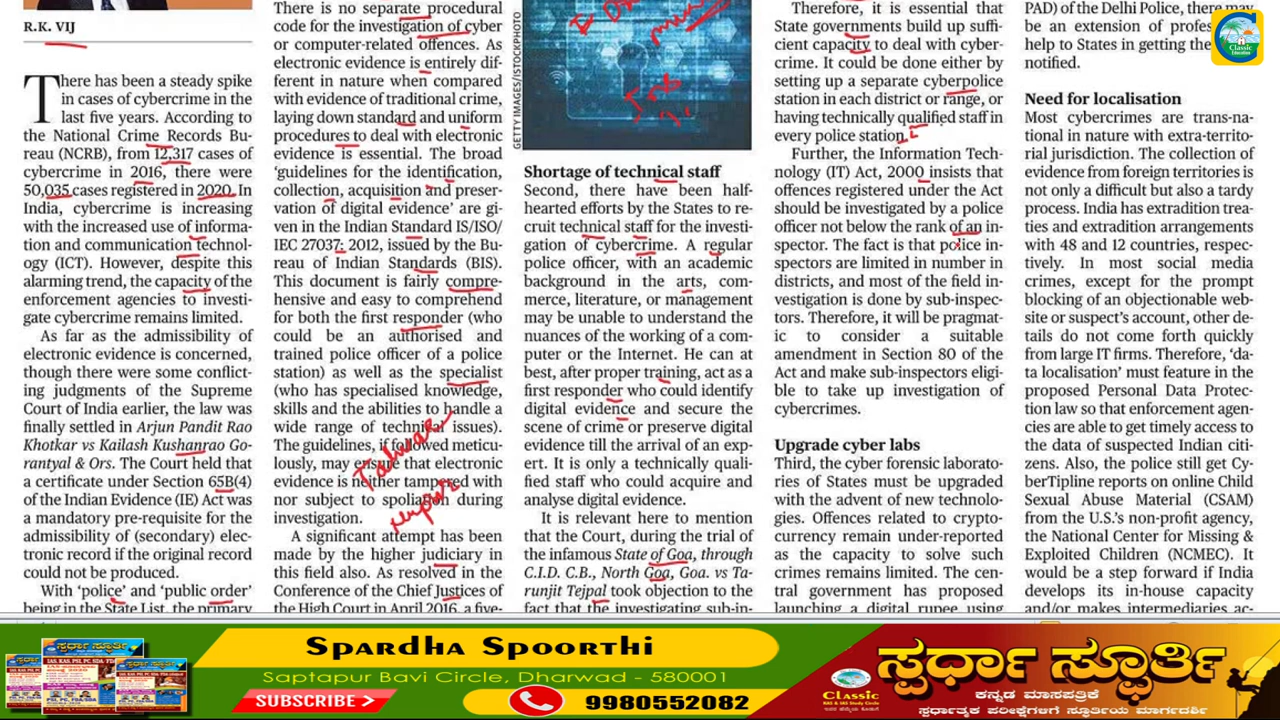 R.K. VIJ
There has been a steady spike
in cases of cybercrime in the
last five years. According to
the National Crime Records Bu-
reau (NCRB), from 12,317 cases of
cybercrime in 2016, there were
50,035 cases registered in 2020. In
India, cybercrime is increasing
with the increased use of informa-
tion and communication technol-
ogy (ICT). However, despite this
alarming trend, the capacity of the
enforcement agencies to investi-
gate cybercrime remains limited.
As far as the admissibility of
electronic evidence is concerned,
though there were some conflict-
ing judgments of the Supreme
Court of India earlier, the law was
finally settled in Arjun Pandit Rao
Khotkar vs Kailash Kushanrao Go-
rantyal & Ors. The Court held that
a certificate under Section 65B(4)
of the Indian Evidence (IE) Act was
a mandatory pre-requisite for the
admissibility of (secondary) elec-
tronic record if the original record
could not be produced.
With 'police' and 'public order'
being in the State List, the primary
There is no separate procedural
code for the investigation of cyber
or computer-related offences. As
electronic evidence is entirely dif-
ferent in nature when compared
with evidence of traditional crime,
laying down standard and uniform
procedures to deal with electronic
evidence is essential. The broad
'guidelines for the identification,
collection, acquisition and preser-
vation of digital evidence' are gi-
ven in the Indian Standard IS/ISO/
IEC 27037: 2012, issued by the Bu-
reau of Indian Standards (BIS).
This document is fairly compre-
hensive and easy to comprehend
for both the first responder (who
could be an authorised and
trained police officer of a police
station) as well as the specialist
(who has specialised knowledge,
skills and the abilities to handle a
wide range of technical issues).
The guidelines, if followed meticu-
lously, may ensure that electronic
evidence is neither tampered with
nor subject to spoliation during
investigation.
A significant attempt has been
made by the higher judiciary in
this field also. As resolved in the
Conference of the Chief Justices of
the High Court in April 2016, a five-
GETTY IMAGES/ISTOCKPHOTO
Shortage of technical staff
Second, there have been half-
hearted efforts by the States to re-
cruit technical staff for the investi-
gation of cybercrime. A regular
police officer, with an academic
background in the arts, com-
merce, literature, or management
may be unable to understand the
nuances of the working of a com-
puter or the Internet. He can at
best, after proper training, act as a
first responder who could identify
digital evidence and secure the
scene of crime or preserve digital
evidence till the arrival of an exp-
ert. It is only a technically quali-
fied staff who could acquire and
analyse digital evidence.
It is relevant here to mention
that the Court, during the trial of
the infamous State of Goa, through
C.I.D. C.B., North Goa, Goa. vs Ta-
runjit Tejpal took objection to the
fact that the investigating sub-in-
Therefore, it is essential that
State governments build up suffi-
cient capacity to deal with cyber-
crime. It could be done either by
setting up a separate cyberpolice
station in each district or range, or
having technically qualified staff in
every police station.
Further, the Information Tech-
nology (IT) Act, 2000 insists that
offences registered under the Act
should be investigated by a police
officer not below the rank of an in-
spector. The fact is that police in-
spectors are limited in number in
districts, and most of the field in-
vestigation is done by sub-inspec-
tors. Therefore, it will be pragmat-
ic to consider a suitable
amendment in Section 80 of the
Act and make sub-inspectors eligi-
ble to take up investigation of
cybercrimes.
Upgrade cyber labs
Third, the cyber forensic laborato-
ries of States must be upgraded
with the advent of new technolo-
gies. Offences related to crypto-
currency remain under-reported
as the capacity to solve such
crimes remains limited. The cen-
tral government has proposed
launching a digital rupee using
PAD) of the Delhi Police, there may
be an extension of
help to States in getting the
notified.
Need for localisation
Most cybercrimes are trans-na-
tional in nature with extra-territo-
rial jurisdiction. The collection of
evidence from foreign territories is
not only a difficult but also a tardy
process. India has extradition trea-
ties and extradition arrangements
with 48 and 12 countries, respec-
tively. In most social media
crimes, except for the prompt
blocking of an objectionable web-
site or suspect's account, other de-
tails do not come forth quickly
from large IT firms. Therefore, 'da-
ta localisation' must feature in the
proposed Personal Data Protec-
tion law so that enforcement agen-
cies are able to get timely access to
the data of suspected Indian citi-
zens. Also, the police still get Cy-
berTipline reports on online Child
Sexual Abuse Material (CSAM)
from the U.S.'s non-profit agency,
the National Center for Missing &
Exploited Children (NCMEC). It
would be a step forward if India
develops its in-house capacity
and/or makes intermediaries ac-
Classic
Education
Spardha Spoorthi
Saptapur Bavi Circle, Dharwad - 580001
SUBSCRIBE
9980552082
Classic
KAS & IAS Study Circle
ಸ್ಪರ್ಧಾ ಸ್ಫೂರ್ತಿ
ಕನ್ನಡ ಮಾಸಪತ್ರಿಕೆ
ಸ್ಪರ್ಧಾತ್ಮಕ ಪರೀಕ್ಷೆಗಳಿಗೆ ಸ್ಫೂರ್ತಿಯ ಮಾರ್ಗದರ್ಶಿ